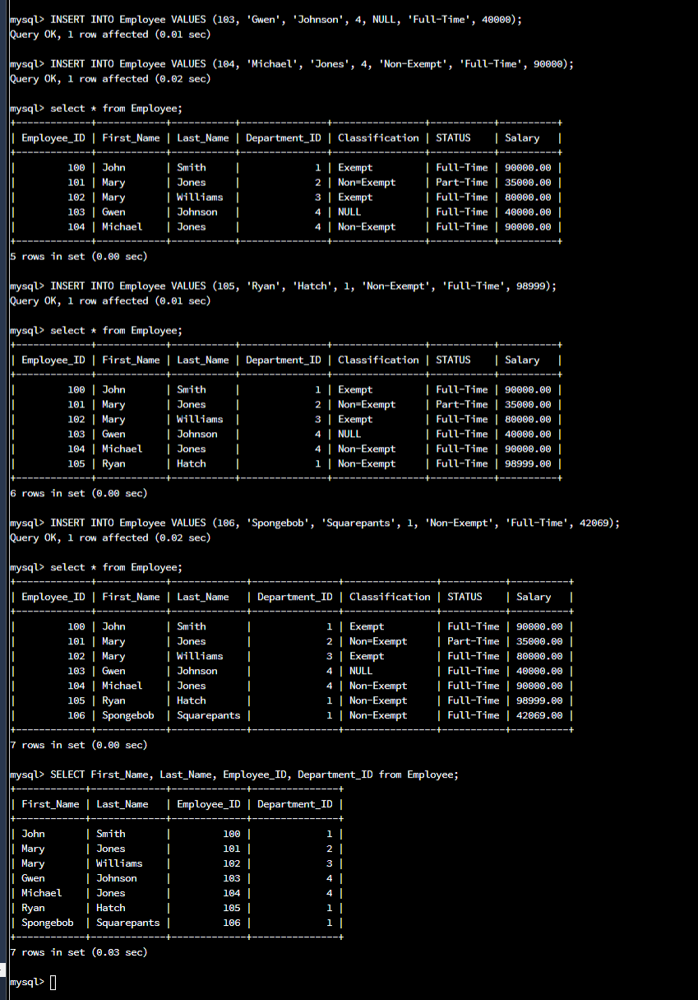 mysql> INSERT INTO Employee VALUES (103, 'Gwen', 'Johnson', 4, NULL, 'Full-Time', 40000);
Query OK, 1 row affected (0.01 sec)

mysql> INSERT INTO Employee VALUES (104, 'Michael', 'Jones', 4, 'Non-Exempt', 'Full-Time', 90000);
Query OK, 1 row affected (0.02 sec)

mysql> select * from Employee;
+-------------+------------+-----------+---------------+----------------+-----------+----------+
| Employee_ID | First_Name | Last_Name | Department_ID | Classification | STATUS    | Salary   |
+-------------+------------+-----------+---------------+----------------+-----------+----------+
|         100 | John       | Smith     |             1 | Exempt         | Full-Time | 90000.00 |
|         101 | Mary       | Jones     |             2 | Non=Exempt     | Part-Time | 35000.00 |
|         102 | Mary       | Williams  |             3 | Exempt         | Full-Time | 80000.00 |
|         103 | Gwen       | Johnson   |             4 | NULL           | Full-Time | 40000.00 |
|         104 | Michael    | Jones     |             4 | Non-Exempt     | Full-Time | 90000.00 |
+-------------+------------+-----------+---------------+----------------+-----------+----------+
5 rows in set (0.00 sec)

mysql> INSERT INTO Employee VALUES (105, 'Ryan', 'Hatch', 1, 'Non-Exempt', 'Full-Time', 98999);
Query OK, 1 row affected (0.01 sec)

mysql> select * from Employee;
+-------------+------------+-----------+---------------+----------------+-----------+----------+
| Employee_ID | First_Name | Last_Name | Department_ID | Classification | STATUS    | Salary   |
+-------------+------------+-----------+---------------+----------------+-----------+----------+
|         100 | John       | Smith     |             1 | Exempt         | Full-Time | 90000.00 |
|         101 | Mary       | Jones     |             2 | Non=Exempt     | Part-Time | 35000.00 |
|         102 | Mary       | Williams  |             3 | Exempt         | Full-Time | 80000.00 |
|         103 | Gwen       | Johnson   |             4 | NULL           | Full-Time | 40000.00 |
|         104 | Michael    | Jones     |             4 | Non-Exempt     | Full-Time | 90000.00 |
|         105 | Ryan       | Hatch     |             1 | Non-Exempt     | Full-Time | 98999.00 |
+-------------+------------+-----------+---------------+----------------+-----------+----------+
6 rows in set (0.00 sec)

mysql> INSERT INTO Employee VALUES (106, 'Spongebob', 'Squarepants', 1, 'Non-Exempt', 'Full-Time', 42069);
Query OK, 1 row affected (0.02 sec)

mysql> select * from Employee;
+-------------+------------+-------------+---------------+----------------+-----------+----------+
| Employee_ID | First_Name | Last_Name   | Department_ID | Classification | STATUS    | Salary   |
+-------------+------------+-------------+---------------+----------------+-----------+----------+
|         100 | John       | Smith       |             1 | Exempt         | Full-Time | 90000.00 |
|         101 | Mary       | Jones       |             2 | Non=Exempt     | Part-Time | 35000.00 |
|         102 | Mary       | Williams    |             3 | Exempt         | Full-Time | 80000.00 |
|         103 | Gwen       | Johnson     |             4 | NULL           | Full-Time | 40000.00 |
|         104 | Michael    | Jones       |             4 | Non-Exempt     | Full-Time | 90000.00 |
|         105 | Ryan       | Hatch       |             1 | Non-Exempt     | Full-Time | 98999.00 |
|         106 | Spongebob  | Squarepants |             1 | Non-Exempt     | Full-Time | 42069.00 |
+-------------+------------+-------------+---------------+----------------+-----------+----------+
7 rows in set (0.00 sec)

mysql> SELECT First_Name, Last_Name, Employee_ID, Department_ID from Employee;
+------------+-------------+-------------+---------------+
| First_Name | Last_Name   | Employee_ID | Department_ID |
+------------+-------------+-------------+---------------+
| John       | Smith       |         100 |             1 |
| Mary       | Jones       |         101 |             2 |
| Mary       | Williams    |         102 |             3 |
| Gwen       | Johnson     |         103 |             4 |
| Michael    | Jones       |         104 |             4 |
| Ryan       | Hatch       |         105 |             1 |
| Spongebob  | Squarepants |         106 |             1 |
+------------+-------------+-------------+---------------+
7 rows in set (0.03 sec)

mysql>